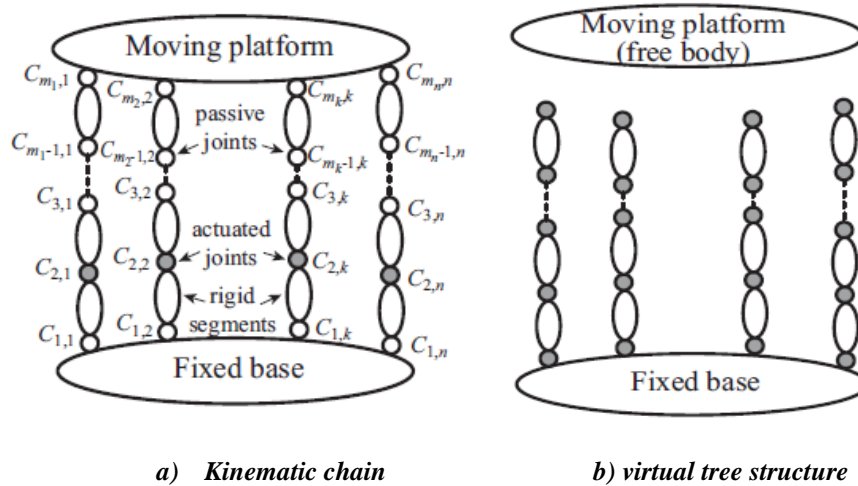 Moving platform
C_{m_1,1}
C_{m_2,2}
C_{m_k,k}
C_{m_n,n}
passive
joints
C_{m_1-1,1}
C_{m_2-1,2}
C_{m_k-1,k}
C_{m_n-1,n}
C_{3,1}
C_{3,2}
C_{3,k}
C_{3,n}
actuated
joints
C_{2,1}
C_{2,2}
C_{2,k}
C_{2,n}
rigid
segments
C_{1,1}
C_{1,2}
C_{1,k}
C_{1,n}
Fixed base
a) Kinematic chain
Moving platform
(free body)
Fixed base
b) virtual tree structure